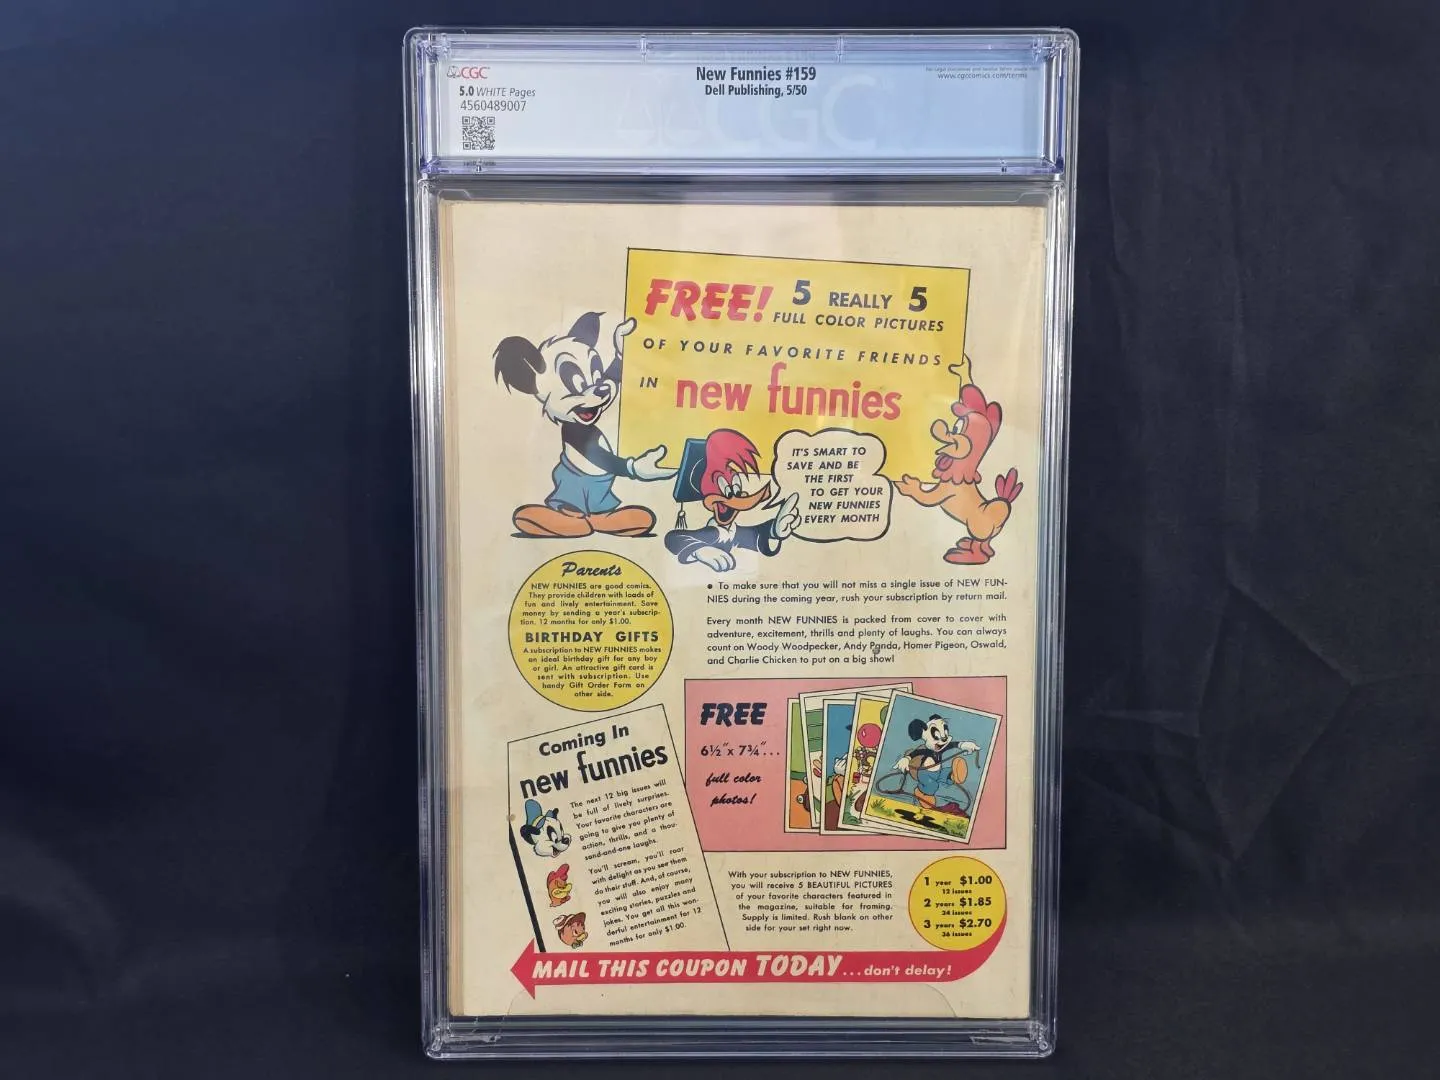 CGC
5.0 WHITE Pages
4560489007
New Funnies #159
Dell Publishing, 5/50
www.cgccomics.com/terms
CGC
FREE! 5 REALLY 5
FULL COLOR PICTURES
OF YOUR FAVORITE FRIENDS
IN new funnies
IT'S SMART TO
SAVE AND BE
THE FIRST
TO GET YOUR
NEW FUNNIES
EVERY MONTH
Parents
NEW FUNNIES are good comics.
They provide children with loads of
fun and lively entertainment. Save
money by sending a year's subscrip-
tion. 12 months for only $1.00.
BIRTHDAY GIFTS
A subscription to NEW FUNNIES makes
an ideal birthday gift for any boy
or girl. An attractive gift card is
sent with subscription. Use
handy Gift Order Form on
other side.
• To make sure that you will not miss a single issue of NEW FUN-
NIES during the coming year, rush your subscription by return mail.
Every month NEW FUNNIES is packed from cover to cover with
adventure, excitement, thrills and plenty of laughs. You can always
count on Woody Woodpecker, Andy Panda, Homer Pigeon, Oswald,
and Charlie Chicken to put on a big show!
FREE
6½"x 7¾"...
full color
photos!
Coming In
new funnies
The next 12 big issues will
be full of lively surprises.
Your favorite characters are
going to give you plenty of
action, thrills, and a thou-
sand-and-one laughs.
You'll scream, you'll roar
with delight as you see them
do their stuff. And, of course,
you will also enjoy many
exciting stories, puzzles and
jokes. You get all this won-
derful entertainment for 12
months for only $1.00.
With your subscription to NEW FUNNIES,
you will receive 5 BEAUTIFUL PICTURES
of your favorite characters featured in
the magazine, suitable for framing.
Supply is limited. Rush blank on other
side for your set right now.
1 year $1.00
12 issues
2 years $1.85
24 issues
3 years $2.70
36 issues
MAIL THIS COUPON TODAY...don't delay!